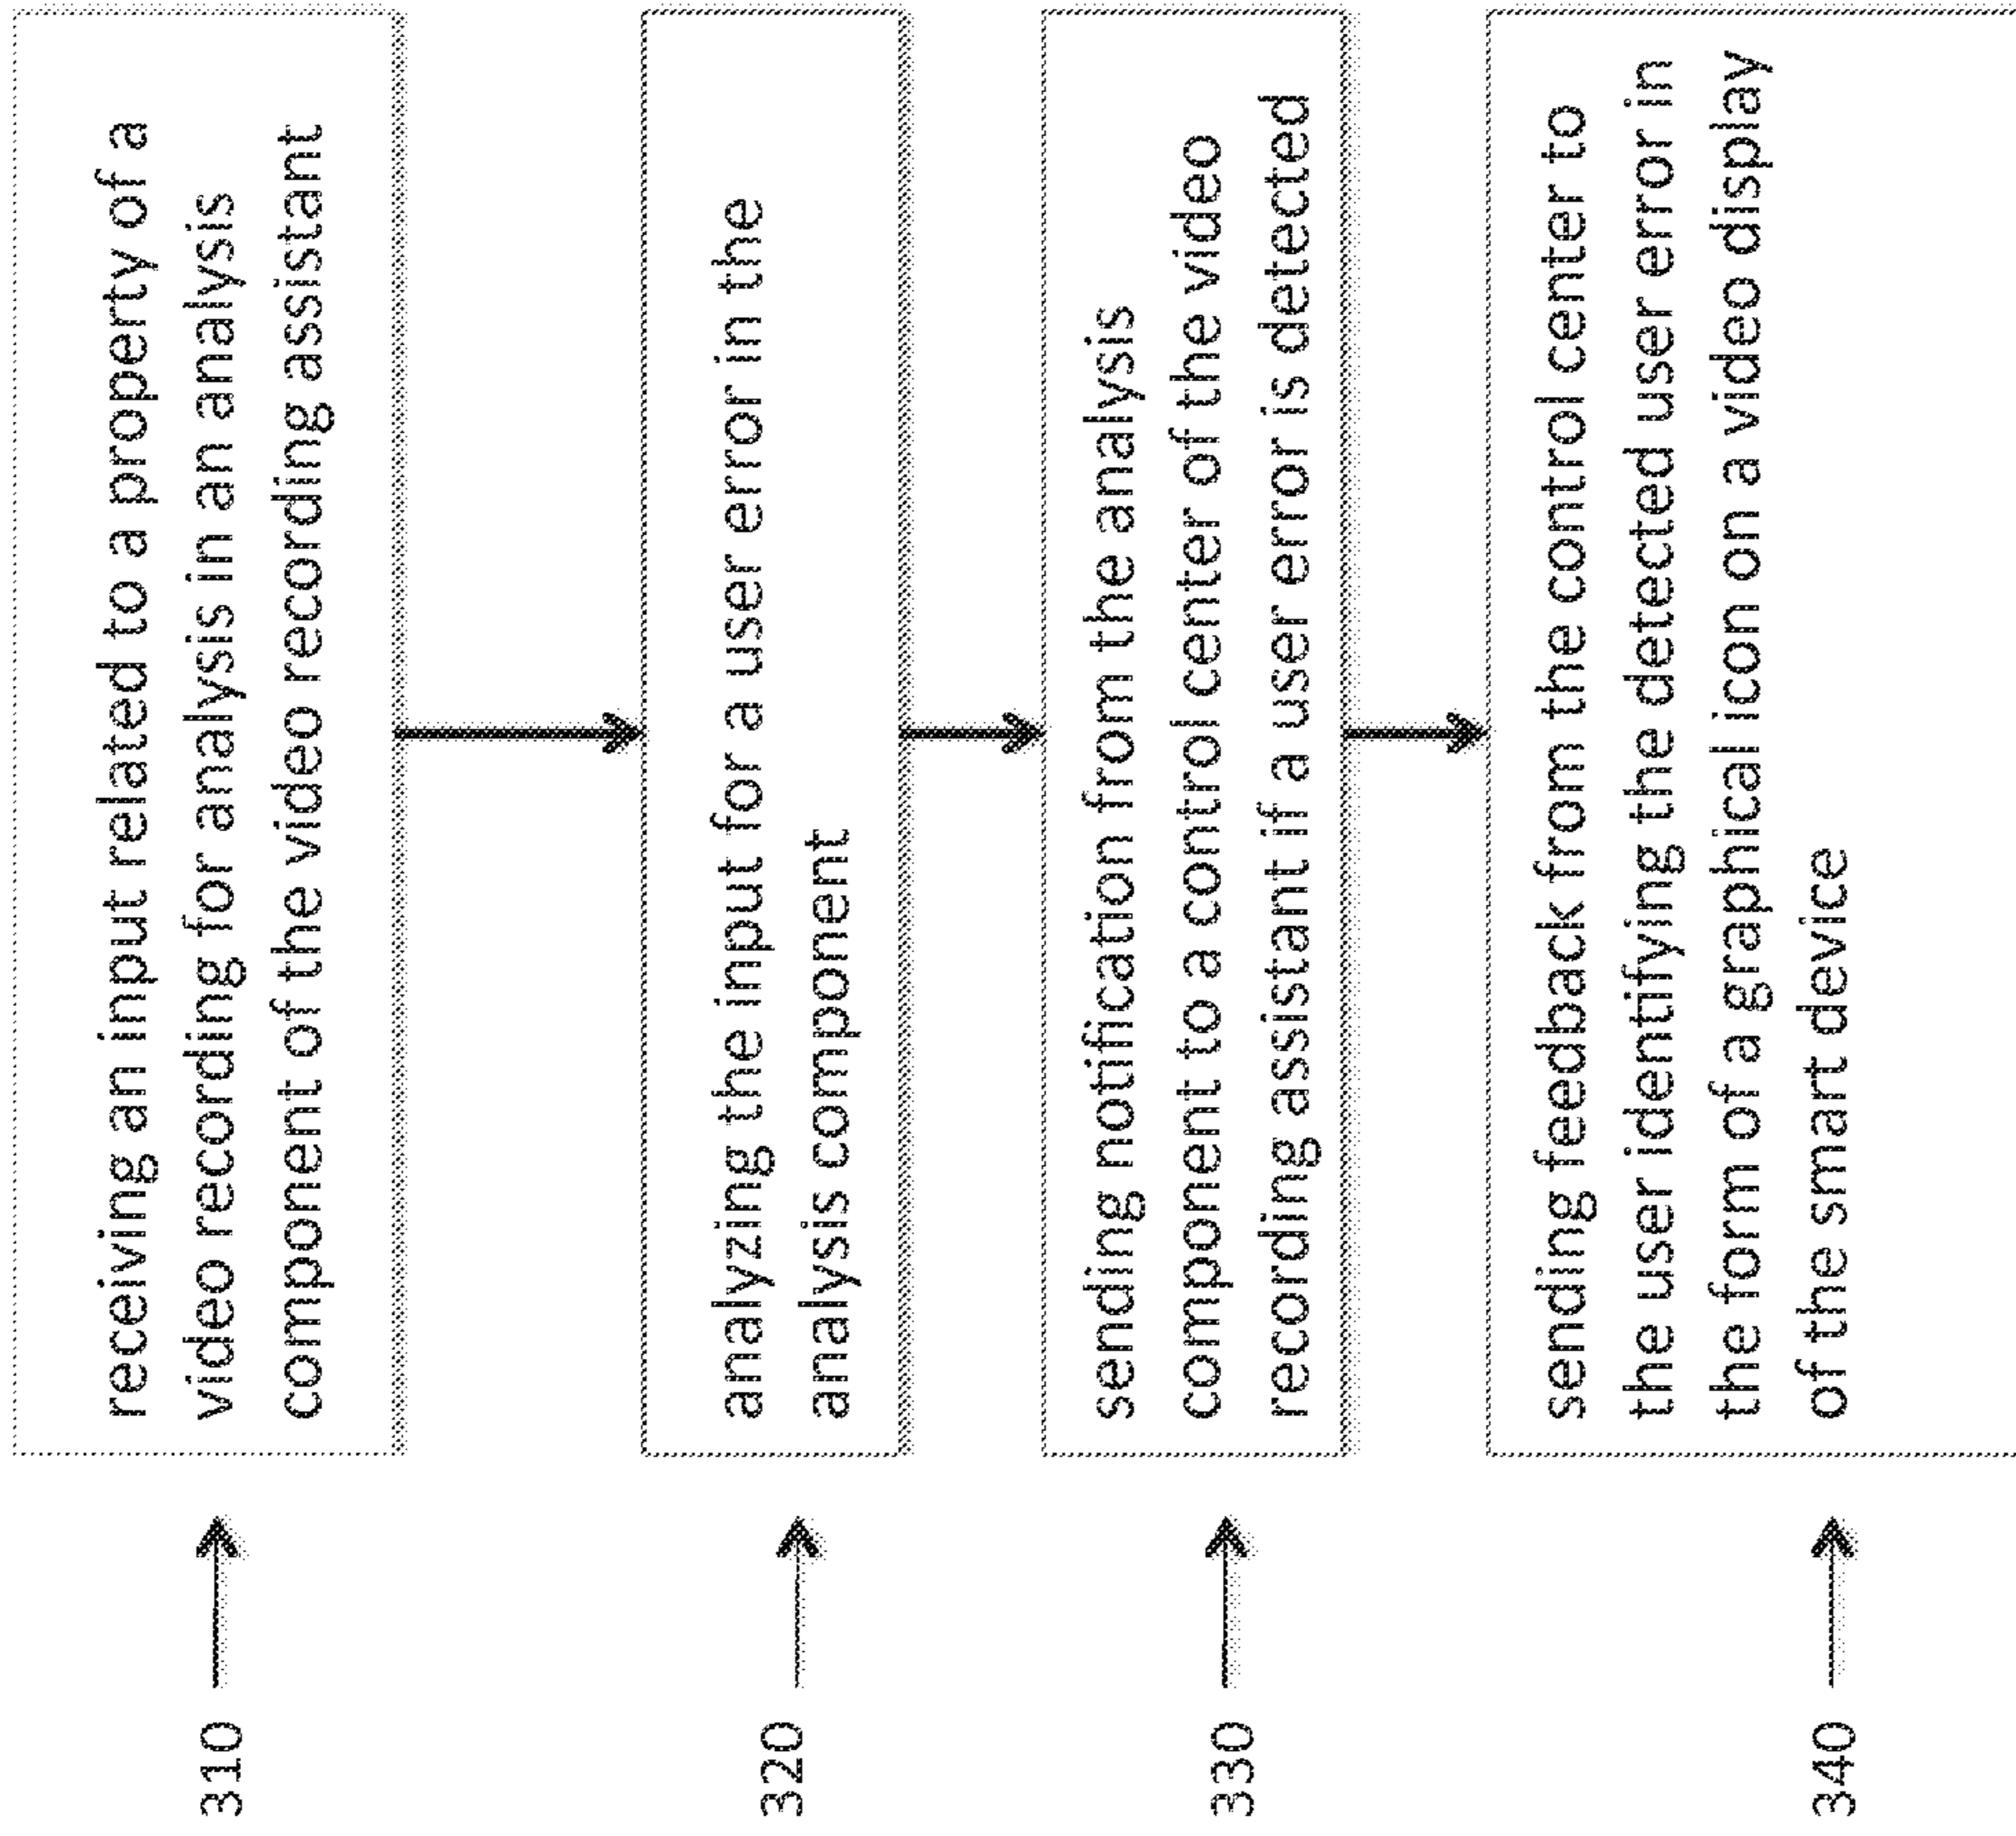 310
receiving an input related to a property of a
video recording for analysis in an analysis
component of the video recording assistant
320
analyzing the input for a user error in the
analysis component
330
sending notification from the analysis
component to a control center of the video
recording assistant if a user error is detected
340
sending feedback from the control center to
the user identifying the detected user error in
the form of a graphical icon on a video display
of the smart device